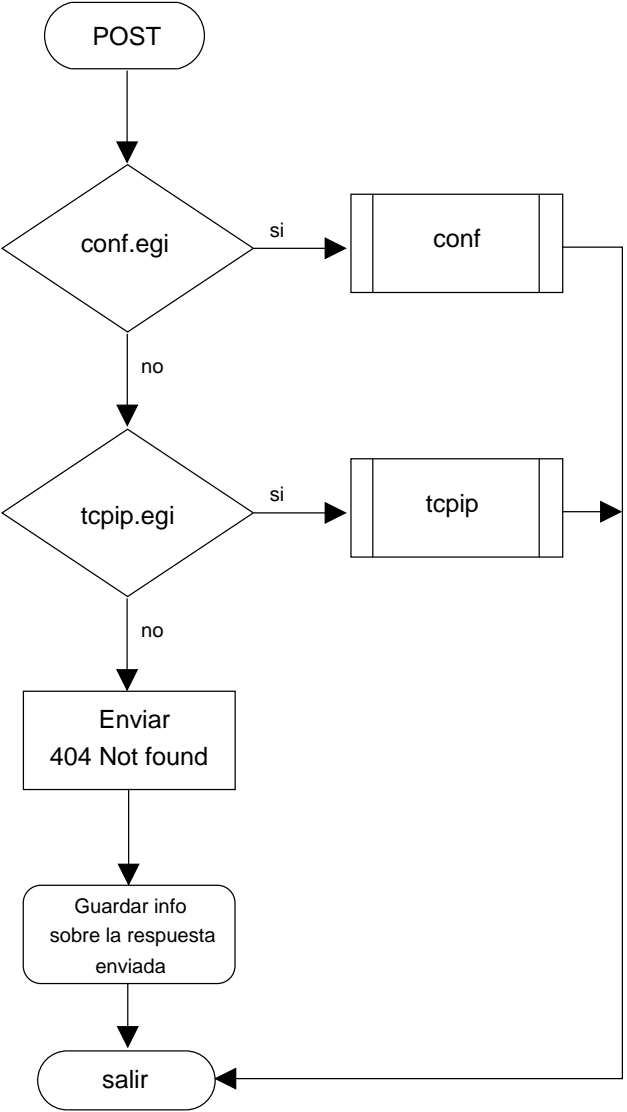 POST
conf.egi
si
conf
no
tcpip.egi
si
tcpip
no
Enviar
404 Not found
Guardar info
sobre la respuesta
enviada
salir